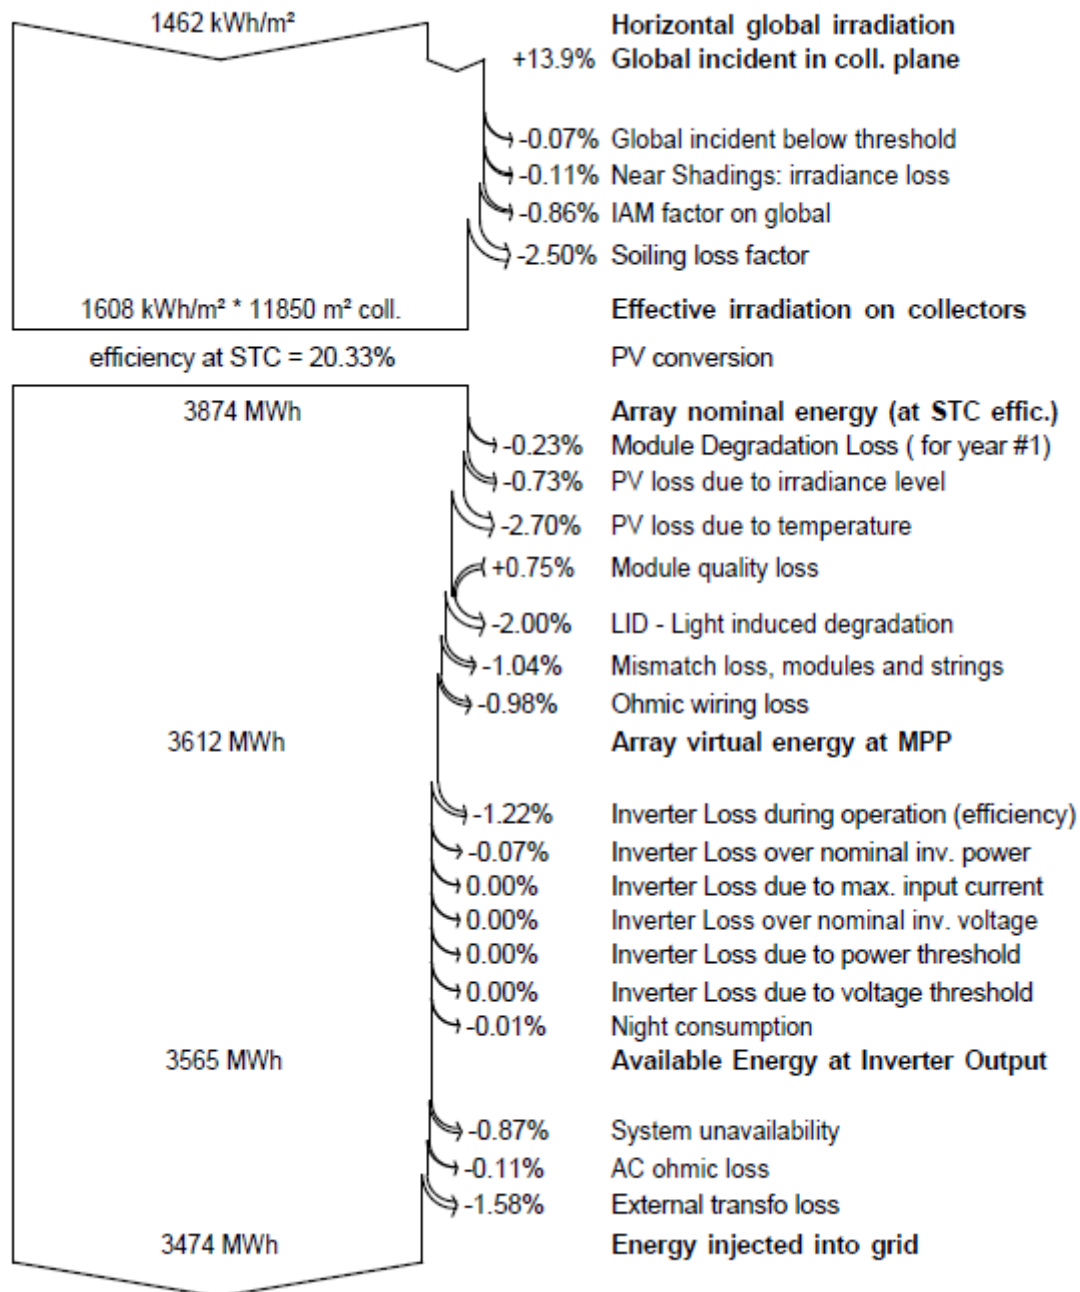 1462 kWh/m² Horizontal global irradiation
+13.9% Global incident in coll. plane
-0.07% Global incident below threshold
-0.11% Near Shadings: irradiance loss
-0.86% IAM factor on global
-2.50% Soiling loss factor
1608 kWh/m² * 11850 m² coll. Effective irradiation on collectors
efficiency at STC = 20.33% PV conversion
3874 MWh Array nominal energy (at STC effic.)
-0.23% Module Degradation Loss ( for year #1)
-0.73% PV loss due to irradiance level
-2.70% PV loss due to temperature
+0.75% Module quality loss
-2.00% LID - Light induced degradation
-1.04% Mismatch loss, modules and strings
-0.98% Ohmic wiring loss
3612 MWh Array virtual energy at MPP
-1.22% Inverter Loss during operation (efficiency)
-0.07% Inverter Loss over nominal inv. power
0.00% Inverter Loss due to max. input current
0.00% Inverter Loss over nominal inv. voltage
0.00% Inverter Loss due to power threshold
0.00% Inverter Loss due to voltage threshold
-0.01% Night consumption
3565 MWh Available Energy at Inverter Output
-0.87% System unavailability
-0.11% AC ohmic loss
-1.58% External transfo loss
3474 MWh Energy injected into grid